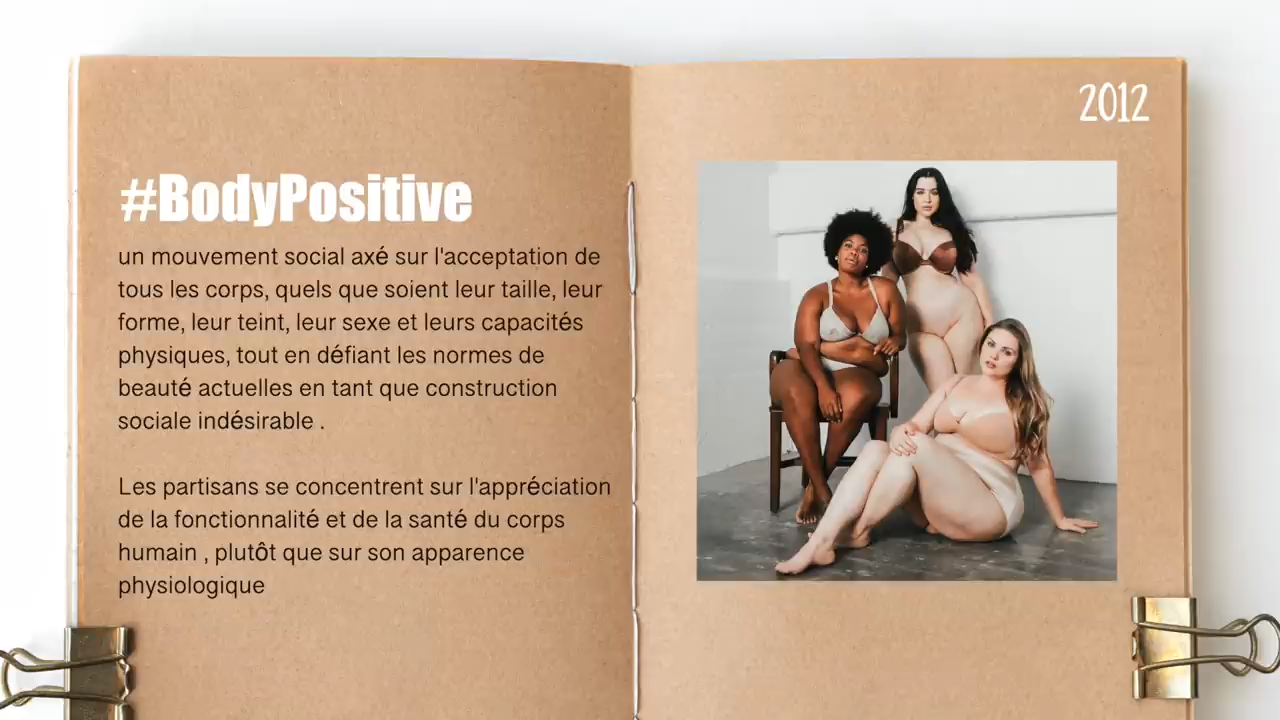 #BodyPositive
un mouvement social axé sur l'acceptation de
tous les corps, quels que soient leur taille, leur
forme, leur teint, leur sexe et leurs capacités
physiques, tout en défiant les normes de
beauté actuelles en tant que construction
sociale indésirable .
Les partisans se concentrent sur l'appréciation
de la fonctionnalité et de la santé du corps
humain , plutôt que sur son apparence
physiologique
2012